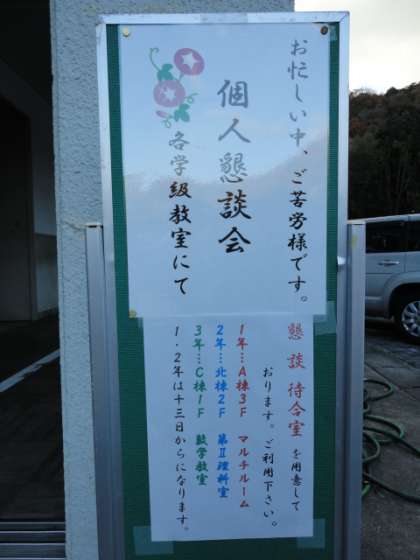 お忙しい中、ご苦労様です。
個人懇談会
各学級教室にて
懇談 待合室 を用意して
おります。ご利用下さい。
1年…A棟3F マルチルーム
2年…北棟2F 第Ⅱ理科室
3年…C棟1F 数学教室
1・2年は十三日からになります。